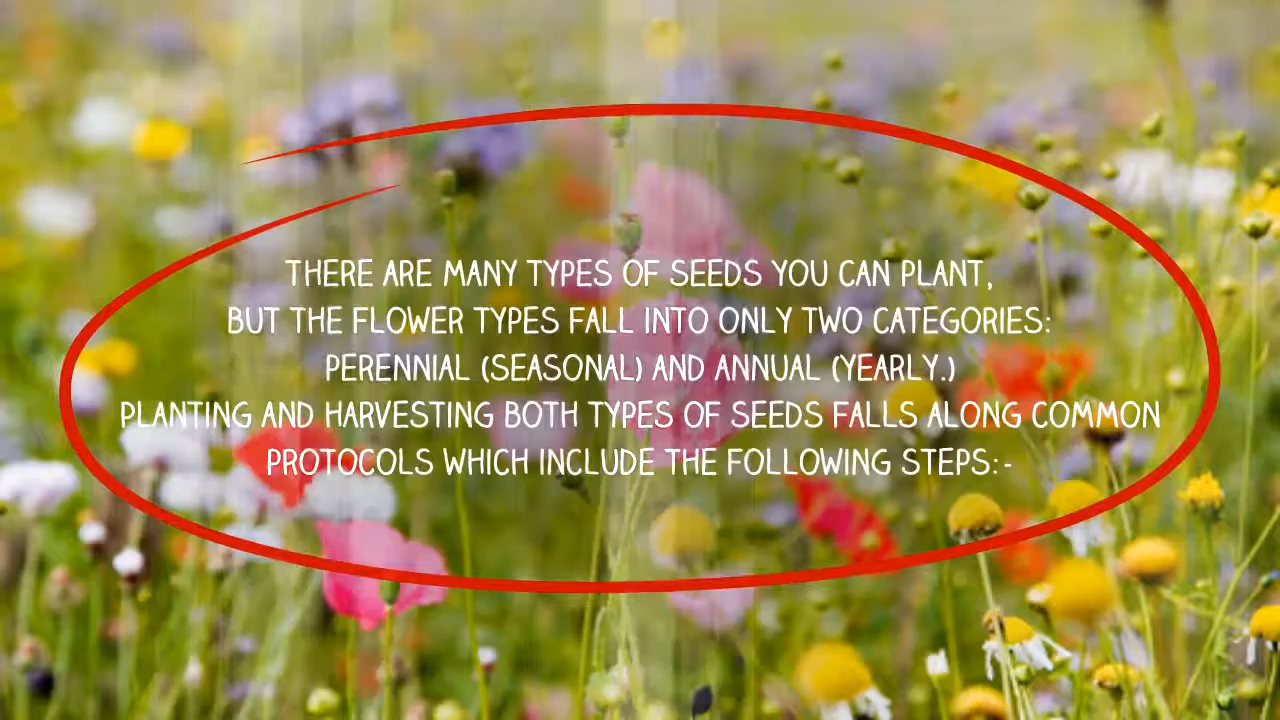 THERE ARE MANY TYPES OF SEEDS YOU CAN PLANT,
BUT THE FLOWER TYPES FALL INTO ONLY TWO CATEGORIES:
PERENNIAL (SEASONAL) AND ANNUAL (YEARLY.)
PLANTING AND HARVESTING BOTH TYPES OF SEEDS FALLS ALONG COMMON
PROTOCOLS WHICH INCLUDE THE FOLLOWING STEPS:-